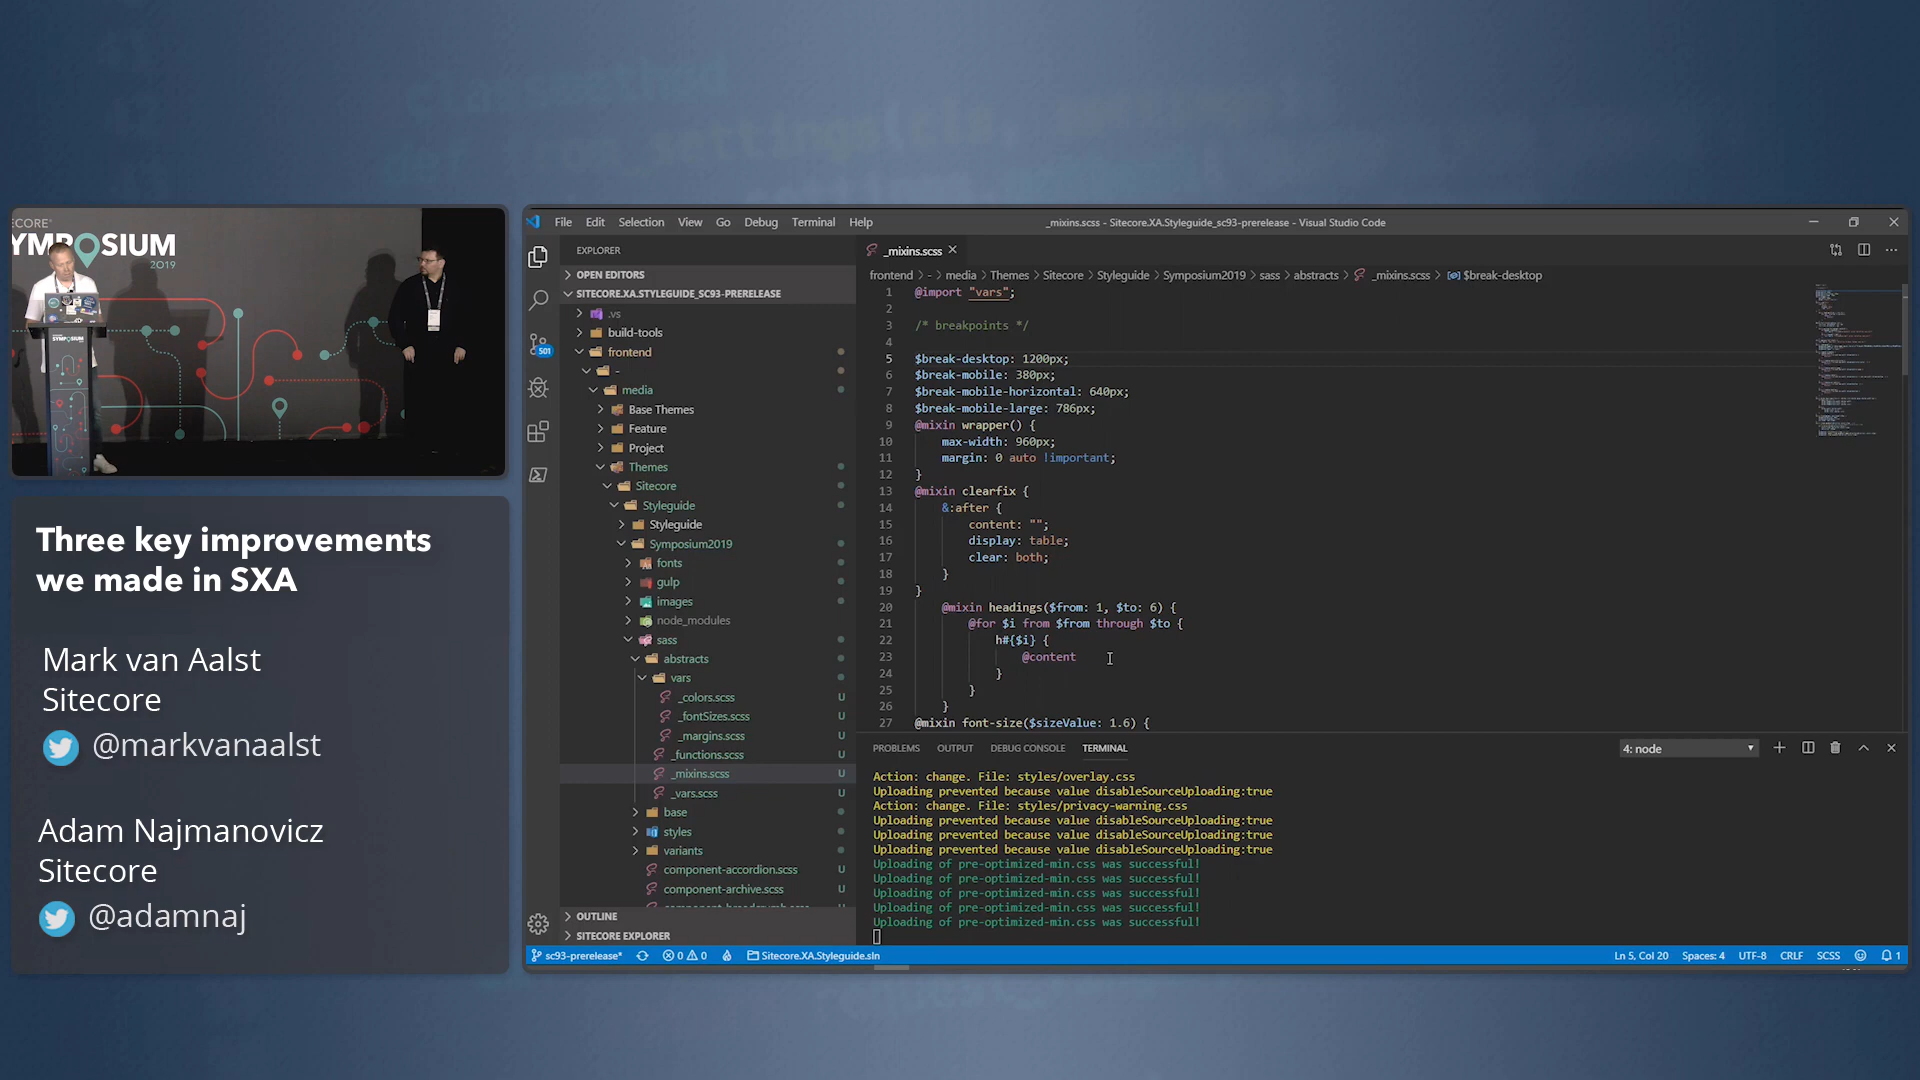 ECORE
YMPOSIUM
2019
SYMPOSIUM
Three key improvements
we made in SXA
Mark van Aalst
Sitecore
@markvanaalst
Adam Najmanovicz
Sitecore
@adamnaj
File Edit Selection View Go Debug Terminal Help
_mixins.scss - Sitecore.XA.Styleguide_sc93-prerelease - Visual Studio Code
EXPLORER
OPEN EDITORS
SITECORE.XA.STYLEGUIDE_SC93-PRERELEASE
.vs
build-tools
frontend
-
media
Base Themes
Feature
Project
Themes
Sitecore
Styleguide
Styleguide
Symposium2019
fonts
gulp
images
node_modules
sass
abstracts
vars
_colors.scss U
_fontSizes.scss U
_margins.scss U
_functions.scss U
_mixins.scss U
_vars.scss U
base
styles
variants
component-accordion.scss U
component-archive.scss U
OUTLINE
SITECORE EXPLORER
501
_mixins.scss
frontend > - > media > Themes > Sitecore > Styleguide > Symposium2019 > sass > abstracts > _mixins.scss > $break-desktop
1 @import "vars";
2
3 /* breakpoints */
4
5 $break-desktop: 1200px;
6 $break-mobile: 380px;
7 $break-mobile-horizontal: 640px;
8 $break-mobile-large: 786px;
9 @mixin wrapper() {
10 max-width: 960px;
11 margin: 0 auto !important;
12 }
13 @mixin clearfix {
14 &:after {
15 content: "";
16 display: table;
17 clear: both;
18 }
19 }
20 @mixin headings($from: 1, $to: 6) {
21 @for $i from $from through $to {
22 h#{$i} {
23 @content
24 }
25 }
26 }
27 @mixin font-size($sizeValue: 1.6) {
PROBLEMS OUTPUT DEBUG CONSOLE TERMINAL
4: node
Action: change. File: styles/overlay.css
Uploading prevented because value disableSourceUploading:true
Action: change. File: styles/privacy-warning.css
Uploading prevented because value disableSourceUploading:true
Uploading prevented because value disableSourceUploading:true
Uploading prevented because value disableSourceUploading:true
Uploading of pre-optimized-min.css was successful!
Uploading of pre-optimized-min.css was successful!
Uploading of pre-optimized-min.css was successful!
Uploading of pre-optimized-min.css was successful!
Uploading of pre-optimized-min.css was successful!
sc93-prerelease* 0 0 Sitecore.XA.Styleguide.sln
Ln 5, Col 20 Spaces: 4 UTF-8 CRLF SCSS 1